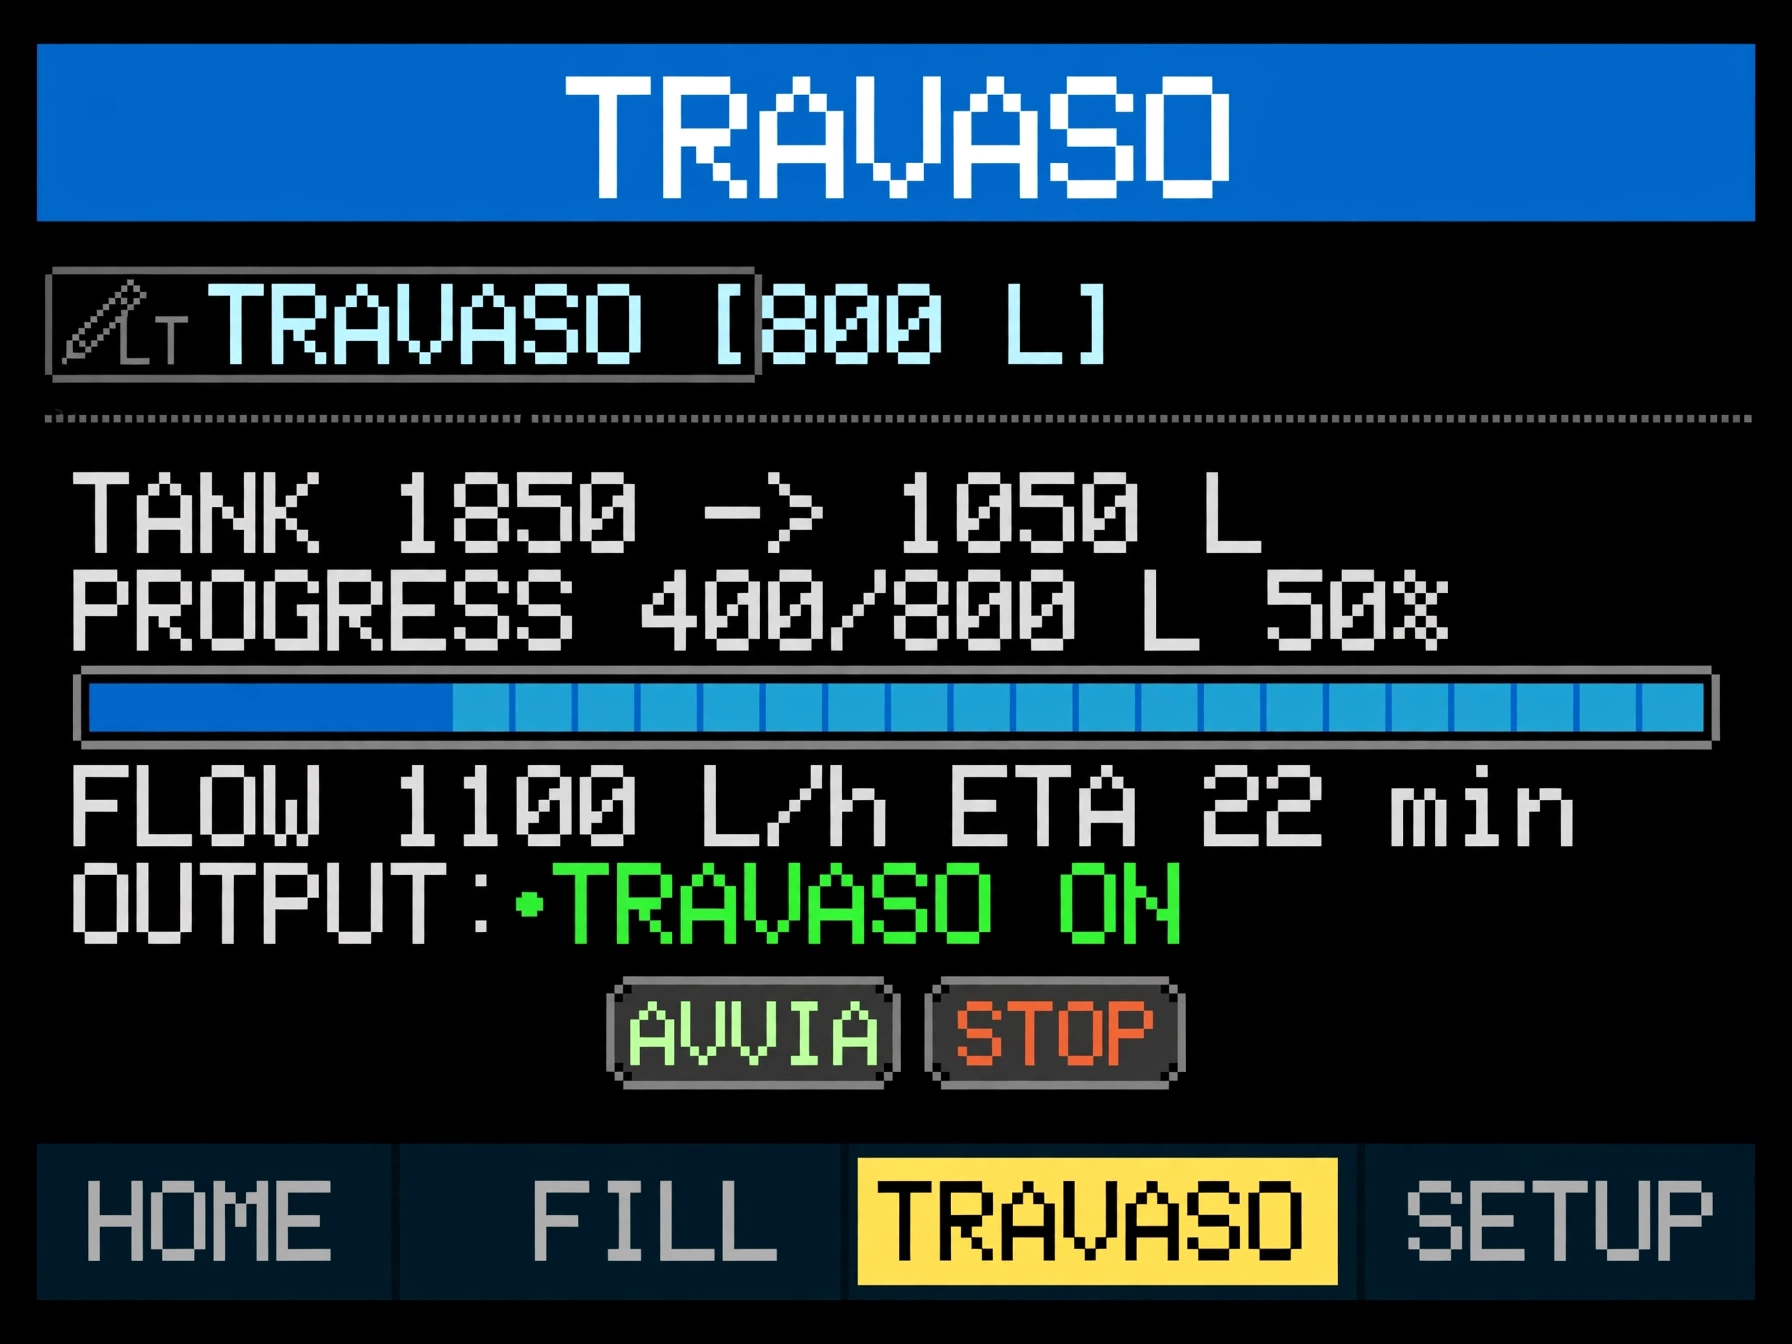 TRAVASO
LT TRAVASO [800 L]
TANK 1850 -> 1050 L
PROGRESS 400/800 L 50%
FLOW 1100 L/h ETA 22 min
OUTPUT:•TRAVASO ON
AVVIA STOP
HOME FILL TRAVASO SETUP